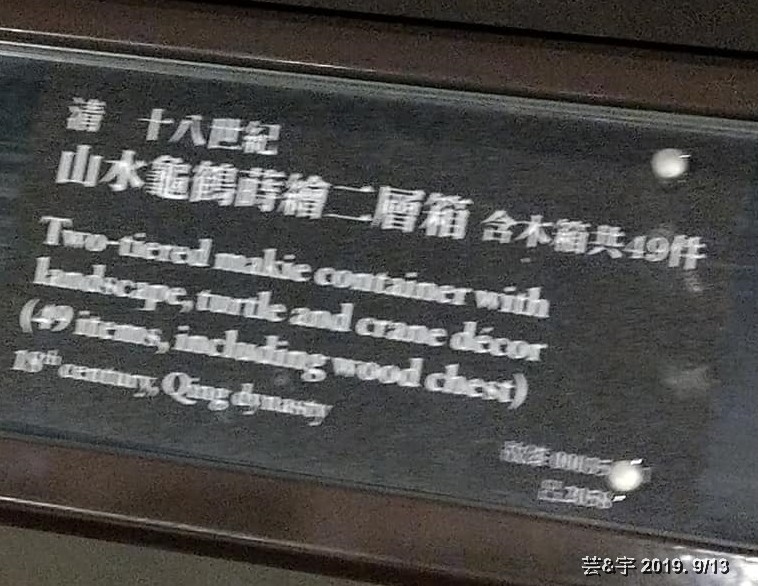 清 十八世紀
山水龜鶴蒔繪二層箱 含木箱共49件
Two-tiered makie container with
landscape, turtle and crane décor
(49 items, including wood chest)
18th century, Qing dynasty
芸&宇 2019. 9/13